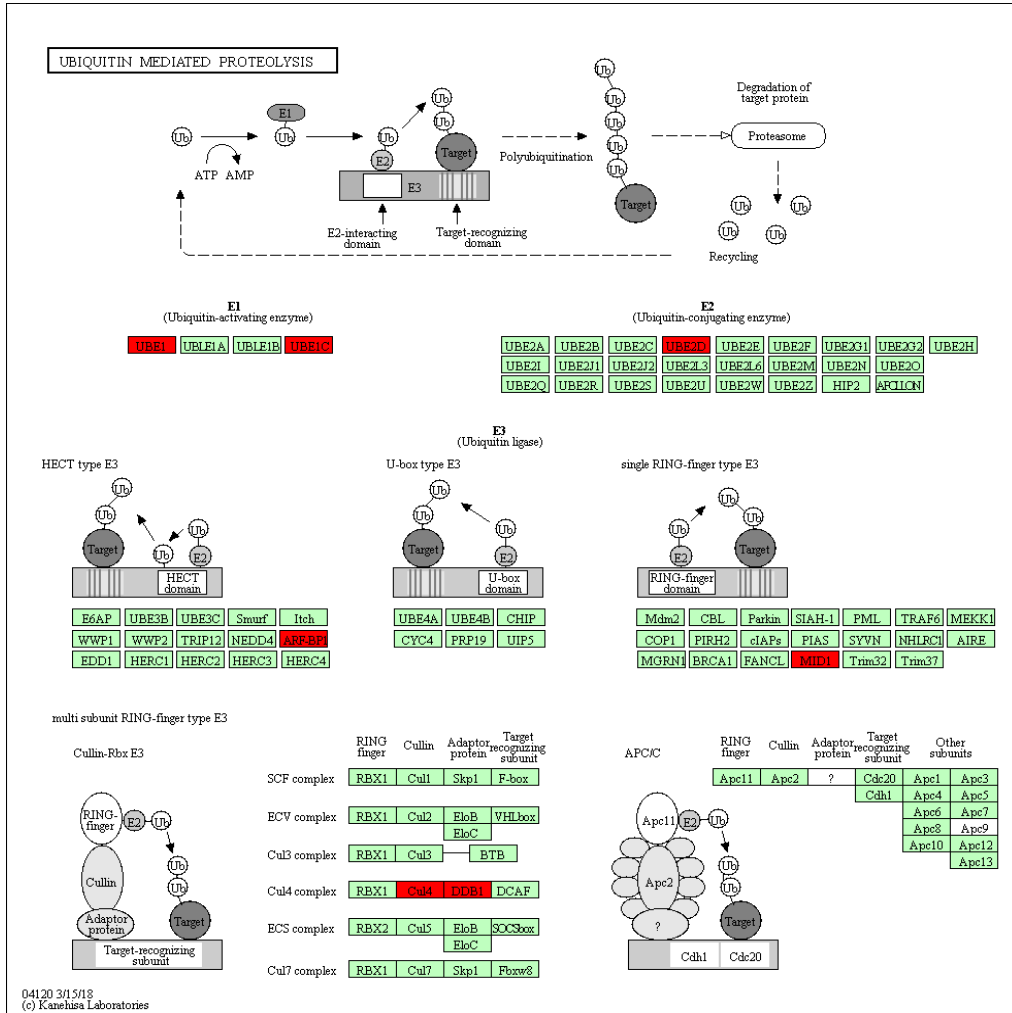 UBIQUITIN MEDIATED PROTEOLYSIS
Ub
E1
Ub
ATP AMP
Ub
E2
Ub
Ub
Target
E3
E2-interacting
domain
Target-recognizing
domain
Polyubiquitination
Ub
Ub
Ub
Ub
Ub
Ub
Target
Degradation of
target protein
Proteasome
Ub Ub
Ub Ub
Recycling
E1
(Ubiquitin-activating enzyme)
UBE1 UBLE1A UBLE1B UBE1C
E2
(Ubiquitin-conjugating enzyme)
UBE2A UBE2B UBE2C UBE2D UBE2E UBE2F UBE2G1 UBE2G2 UBE2H
UBE2I UBE2J1 UBE2J2 UBE2L3 UBE2L6 UBE2M UBE2N UBE2O
UBE2Q UBE2R UBE2S UBE2U UBE2W UBE2Z HIP2 APOLLON
E3
(Ubiquitin ligase)
HECT type E3
Ub
Ub
Ub
Ub
Target
E2
HECT
domain
E6AP UBE3B UBE3C Smurf Itch
WWP1 WWP2 TRIP12 NEDD4 ARF-BP1
EDD1 HERC1 HERC2 HERC3 HERC4
U-box type E3
Ub
Ub
Ub
Target
E2
U-box
domain
UBE4A UBE4B CHIP
CYC4 PRP19 UIP5
single RING-finger type E3
Ub
Ub
Ub
E2
Target
RING-finger
domain
Mdm2 CBL Parkin SIAH-1 PML TRAF6 MEKK1
COP1 PIRH2 cIAPs PIAS SYVN NHLRC1 AIRE
MGRN1 BRCA1 FANCL MID1 Trim32 Trim37
multi subunit RING-finger type E3
Cullin-Rbx E3
RING-
finger
E2 Ub
Ub
Ub
Cullin
Adaptor
protein
Target
Target-recognizing
subunit
RING
finger
Cullin
Adaptor
protein
Target
recognizing
subunit
SCF complex RBX1 Cul1 Skp1 F-box
ECV complex RBX1 Cul2 EloB VHLbox
EloC
Cul3 complex RBX1 Cul3 BTB
Cul4 complex RBX1 Cul4 DDB1 DCAF
ECS complex RBX2 Cul5 EloB SOCSbox
EloC
Cul7 complex RBX1 Cul7 Skp1 Fbxw8
APC/C
RING
finger
Cullin
Adaptor
protein
Target
recognizing
subunit
Other
subunits
Apc11 Apc2 ? Cdc20 Apc1 Apc3
Cdh1 Apc4 Apc5
Apc6 Apc7
Apc8 Apc9
Apc10 Apc12
Apc13
Apc11 E2 Ub
Ub
Ub
Apc2
?
Target
Cdh1 Cdc20
04120 3/15/18
(c) Kanehisa Laboratories